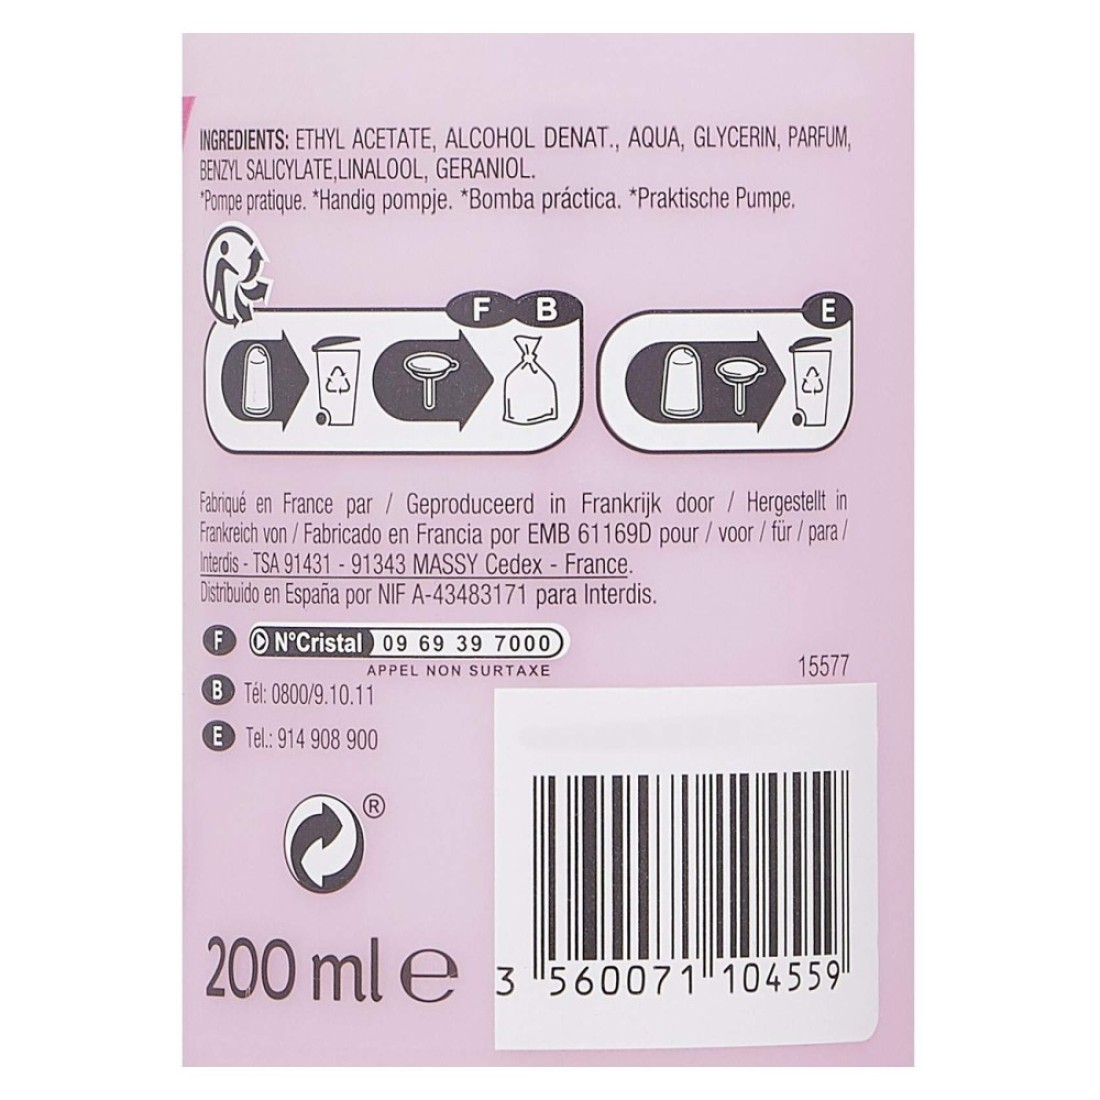 INGREDIENTS: ETHYL ACETATE, ALCOHOL DENAT., AQUA, GLYCERIN, PARFUM,
BENZYL SALICYLATE,LINALOOL, GERANIOL.
*Pompe pratique. *Handig pompje. *Bomba práctica. *Praktische Pumpe.
F B
E
Fabriqué en France par / Geproduceerd in Frankrijk door / Hergestellt in
Frankreich von / Fabricado en Francia por EMB 61169D pour / voor / für / para /
Interdis - TSA 91431 - 91343 MASSY Cedex - France.
Distribuido en España por NIF A-43483171 para Interdis.
F N°Cristal 09 69 39 7000
APPEL NON SURTAXE
15577
B Tél: 0800/9.10.11
E Tel.: 914 908 900
®
200 ml e
3 560071 104559